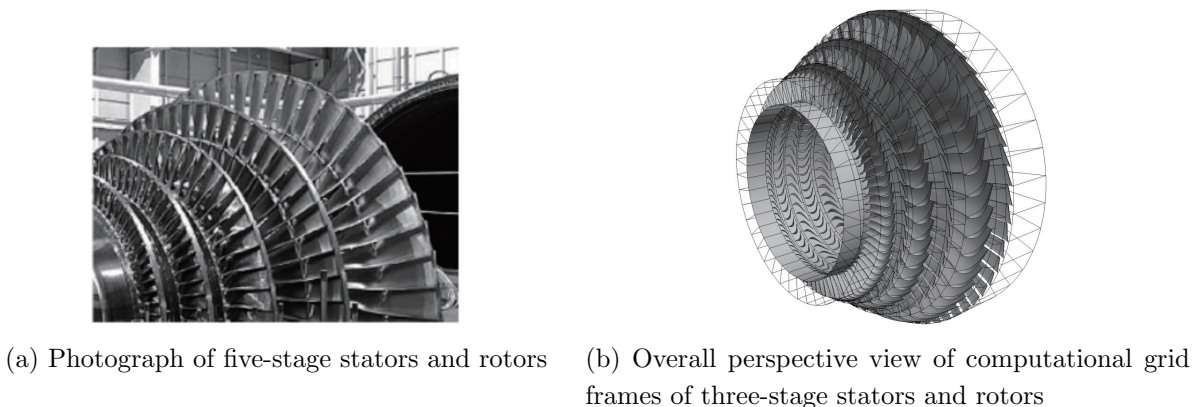 (a) Photograph of five-stage stators and rotors
(b) Overall perspective view of computational grid
frames of three-stage stators and rotors